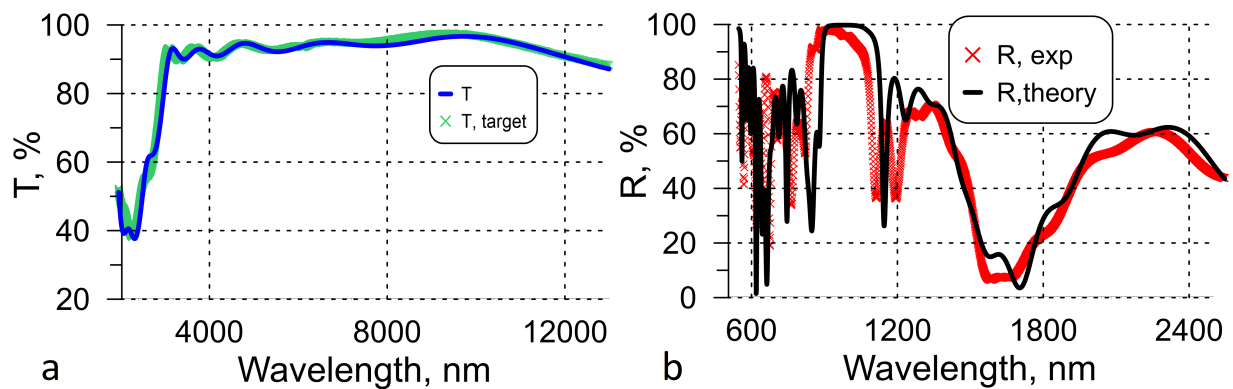 100
80
60
40
20
T, %
4000
8000
12000
Wavelength, nm
T
T, target
a
100
80
60
40
20
0
R, %
600
1200
1800
2400
Wavelength, nm
R, exp
R,theory
b